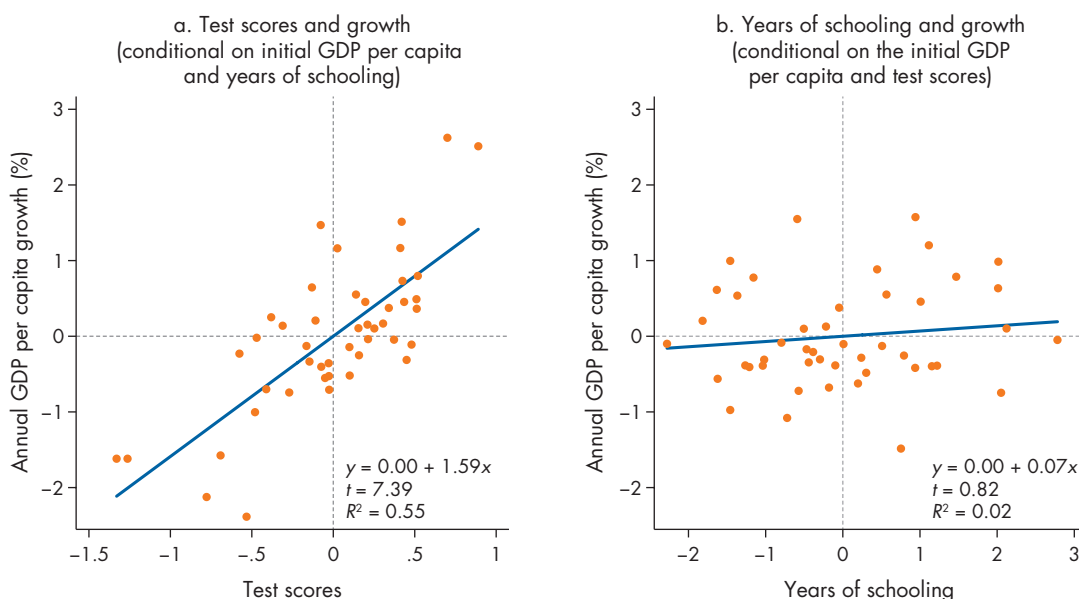 a. Test scores and growth
(conditional on initial GDP per capita
and years of schooling)
Annual GDP per capita growth (%)
3
2
1
0
−1
−2
y = 0.00 + 1.59x
t = 7.39
R² = 0.55
−1.5
−1
−.5
0
.5
1
Test scores
b. Years of schooling and growth
(conditional on the initial GDP
per capita and test scores)
Annual GDP per capita growth (%)
3
2
1
0
−1
−2
y = 0.00 + 0.07x
t = 0.82
R² = 0.02
−2
−1
0
1
2
3
Years of schooling